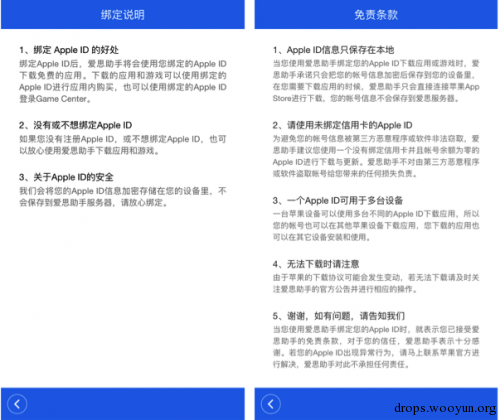 绑定说明
1、绑定 Apple ID 的好处
绑定Apple ID后，爱思助手将会使用您绑定的Apple ID
下载免费的应用。下载的应用和游戏可以使用绑定的
Apple ID进行应用内购买，也可以使用绑定的Apple ID
登录Game Center。
2、没有或不想绑定Apple ID
如果您没有注册Apple ID，或不想绑定Apple ID，也可
以放心使用爱思助手下载应用和游戏。
3、关于Apple ID的安全
我们会将您的Apple ID信息加密存储在您的设备里，不
会保存到爱思助手服务器，请放心绑定。
免责条款
1、Apple ID信息只保存在本地
当您使用爱思助手绑定您的Apple ID下载应用或游戏时，爱
思助手承诺只会把您的帐号信息加密后保存到您的设备里，
在您需要下载应用的时候，爱思助手只会直接连接苹果App
Store进行下载，您的帐号信息不会保存到爱思服务器。
2、请使用未绑定信用卡的Apple ID
为避免您的帐号信息被第三方恶意程序或软件非法窃取，爱
思助手建议您使用一个没有绑定信用卡并且帐号余额为零的
Apple ID进行下载与更新。爱思助手不对由第三方恶意程序
或软件盗取帐号给您带来的任何损失负责。
3、一个Apple ID可用于多台设备
一台苹果设备可以使用多台不同的Apple ID下载应用，所以
您的帐号也可以在其他苹果设备下载应用，您下载的应用也
可以在其它设备安装和使用。
4、无法下载时请注意
由于苹果的下载协议可能会发生变动，若无法下载请及时关
注爱思助手的官方公告并进行相应的操作。
5、谢谢，如有问题，请告知我们
当您使用爱思助手绑定您的Apple ID时，就表示您已接受爱
思助手的免责条款，对于您的信任，爱思助手表示十分感
谢。若您的Apple ID出现异常行为，请马上联系苹果官方进
行解决，爱思助手对此不承担任何责任。
drops.wooyun.org